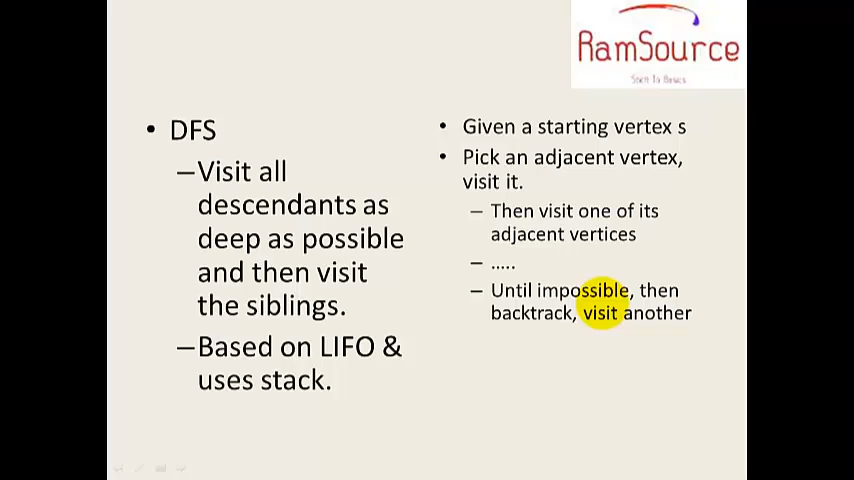 RamSource
• DFS
–Visit all
descendants as
deep as possible
and then visit
the siblings.
–Based on LIFO &
uses stack.
• Given a starting vertex s
• Pick an adjacent vertex,
visit it.
– Then visit one of its
adjacent vertices
– .....
– Until impossible, then
backtrack, visit another